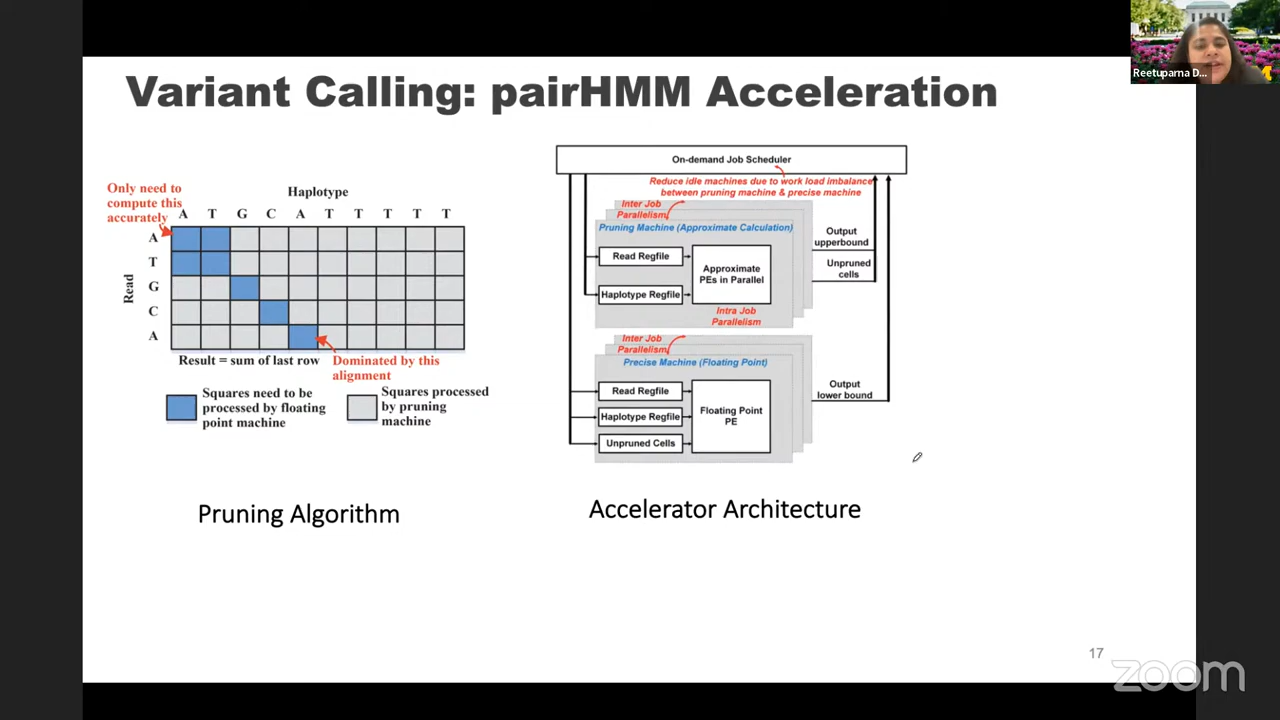 Reetuparna D...
Variant Calling: pairHMM Acceleration
Only need to
compute this
accurately
Haplotype
A T G C A T T T T T
Read
A
T
G
C
A
Result = sum of last row
Dominated by this
alignment
Squares need to be
processed by floating
point machine
Squares processed
by pruning
machine
Pruning Algorithm
On-demand Job Scheduler
Reduce idle machines due to work load imbalance
between pruning machine & precise machine
Inter Job
Parallelism
Pruning Machine (Approximate Calculation)
Read Regfile
Haplotype Regfile
Approximate
PEs in Parallel
Intra Job
Parallelism
Output
upperbound
Unpruned
cells
Inter Job
Parallelism
Precise Machine (Floating Point)
Read Regfile
Haplotype Regfile
Unpruned Cells
Floating Point
PE
Output
lower bound
Accelerator Architecture
17
zoom